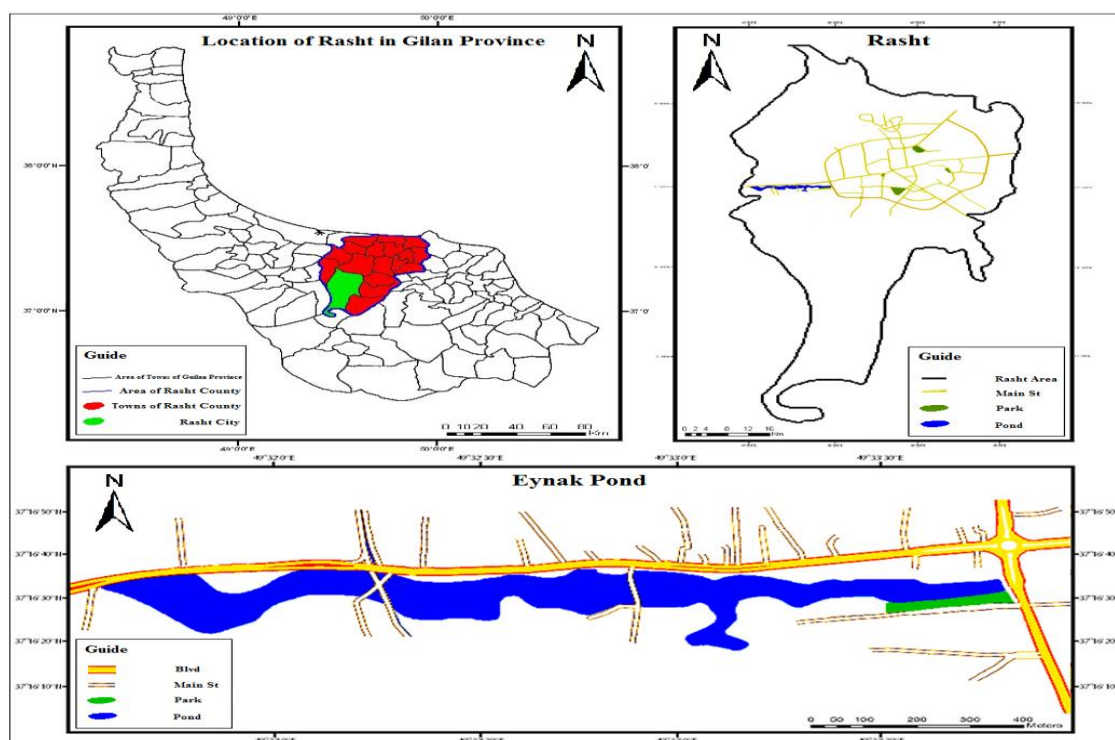 49°0'0"E
50°0'0"E
Location of Rasht in Gilan Province
N
38°0'0"N
37°0'0"N
Guide
Area of Towns of Guilan Province
Area of Rasht County
Towns of Rasht County
Rasht City
0 10 20 40 60 80
Km
49°0'0"E
50°0'0"E
Rasht
N
Guide
Rasht Area
Main St
Park
Pond
0 2 4 8 12 16
Km
49°32'0"E
49°32'30"E
49°33'0"E
49°33'30"E
Eynak Pond
N
37°16'50"N
37°16'40"N
37°16'30"N
37°16'20"N
37°16'10"N
Guide
Blvd
Main St
Park
Pond
0 50 100 200 300 400
Meters